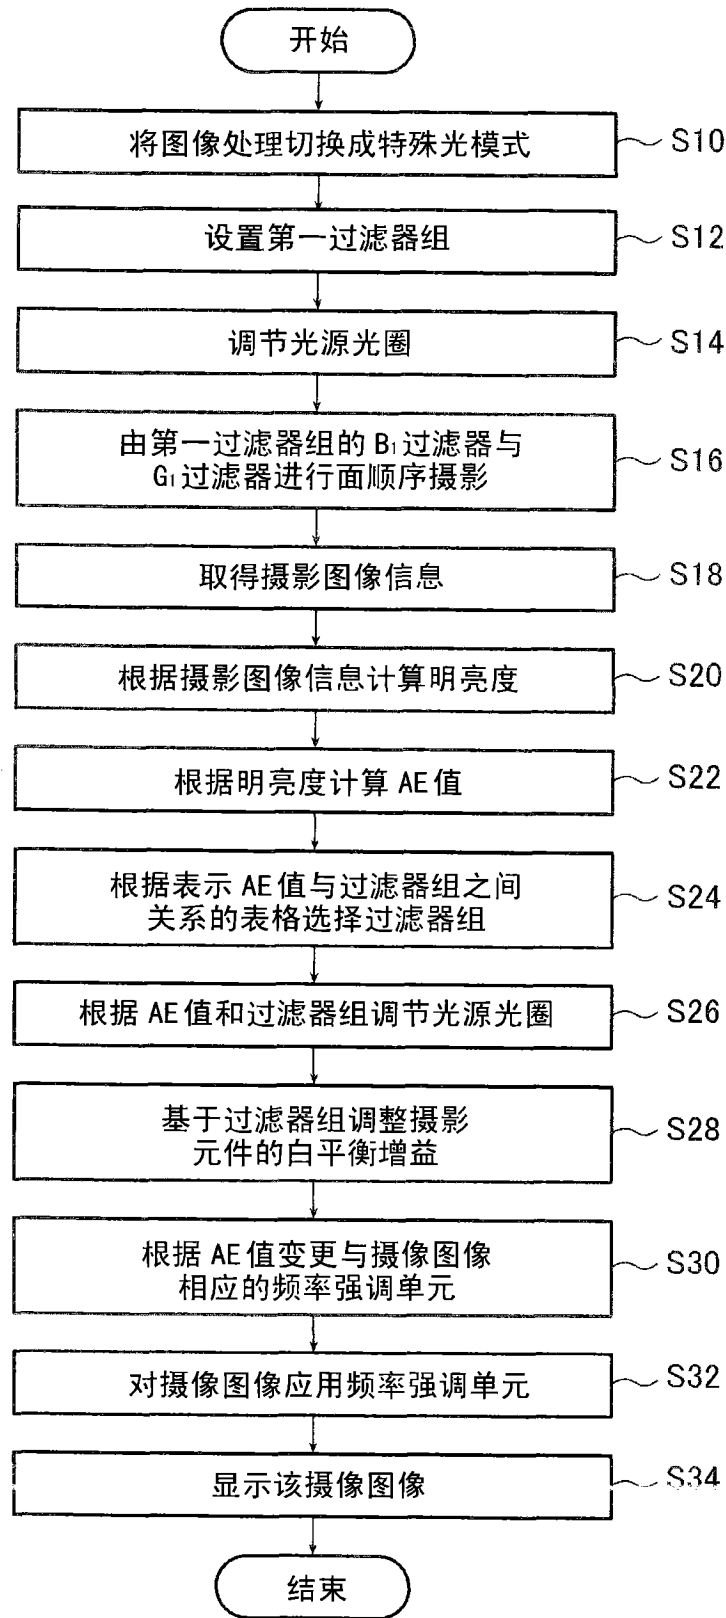 开始
将图像处理切换成特殊光模式
S10
设置第一过滤器组
S12
调节光源光圈
S14
由第一过滤器组的 B₁过滤器与
G₁过滤器进行面顺序摄影
S16
取得摄影图像信息
S18
根据摄影图像信息计算明亮度
S20
根据明亮度计算 AE值
S22
根据表示 AE值与过滤器组之间
关系的表格选择过滤器组
S24
根据 AE值和过滤器组调节光源光圈
S26
基于过滤器组调整摄影
元件的白平衡增益
S28
根据 AE值变更与摄像图像
相应的频率强调单元
S30
对摄像图像应用频率强调单元
S32
显示该摄像图像
S34
结束